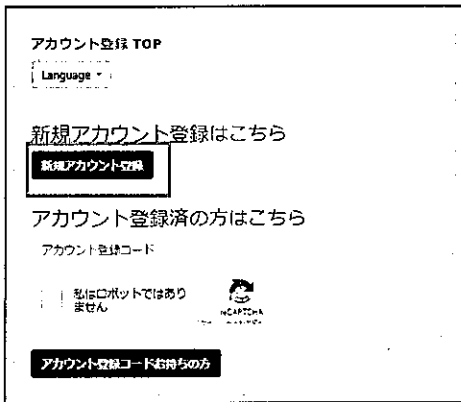 アカウント登録 TOP
Language
新規アカウント登録はこちら
新規アカウント登録
アカウント登録済の方はこちら
アカウント登録コード
私はロボットではあり
ません
reCAPTCHA
アカウント登録コードお持ちの方